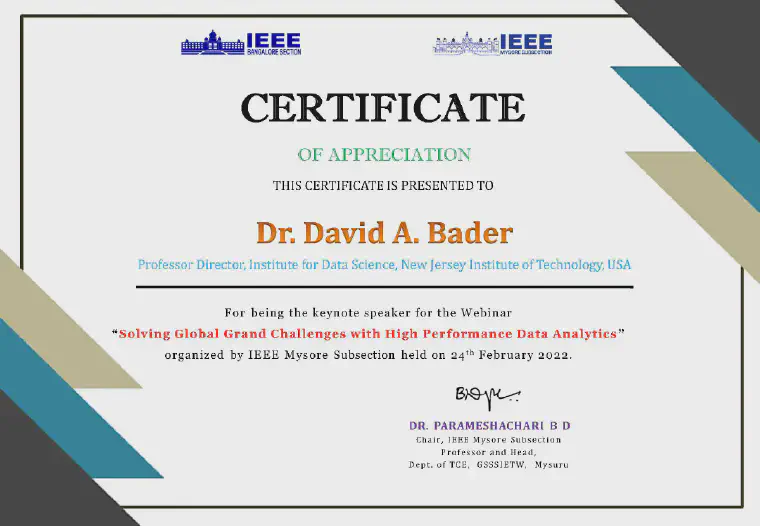 IEEE
BANGALORE SECTION
IEEE
MYSORE SUBSECTION
CERTIFICATE
OF APPRECIATION
THIS CERTIFICATE IS PRESENTED TO
Dr. David A. Bader
Professor Director, Institute for Data Science, New Jersey Institute of Technology, USA
For being the keynote speaker for the Webinar
“Solving Global Grand Challenges with High Performance Data Analytics”
organized by IEEE Mysore Subsection held on 24th February 2022.
DR. PARAMESHACHARI B D
Chair, IEEE Mysore Subsection
Professor and Head,
Dept. of TCE, GSSSIETW, Mysuru